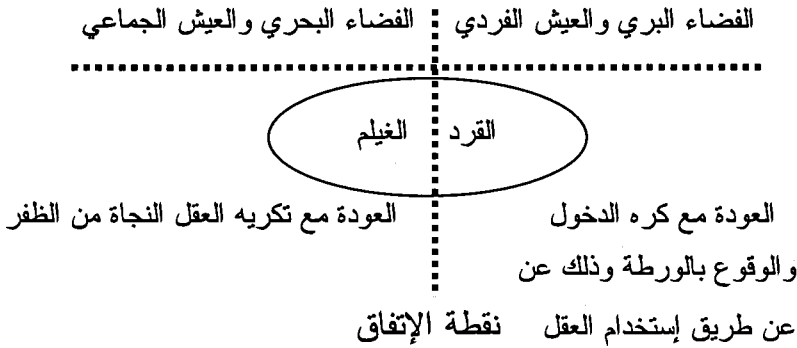 الفضاء البري والعيش الفردي الفضاء البحري والعيش الجماعي
القرد الغيلم
العودة مع كره الدخول العودة مع تكريه العقل النجاة من الظفر
والوقوع بالورطة وذلك عن
عن طريق إستخدام العقل نقطة الإتفاق